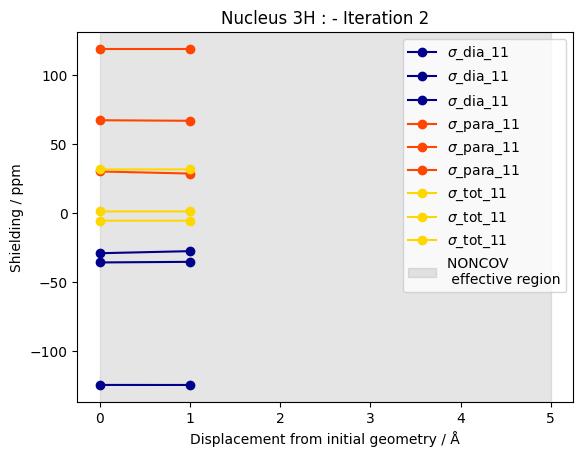 Nucleus 3H : - Iteration 2
Shielding / ppm
100
50
0
−50
−100
σ_dia_11
σ_dia_11
σ_dia_11
σ_para_11
σ_para_11
σ_para_11
σ_tot_11
σ_tot_11
σ_tot_11
NONCOV
effective region
0 1 2 3 4 5
Displacement from initial geometry / Å